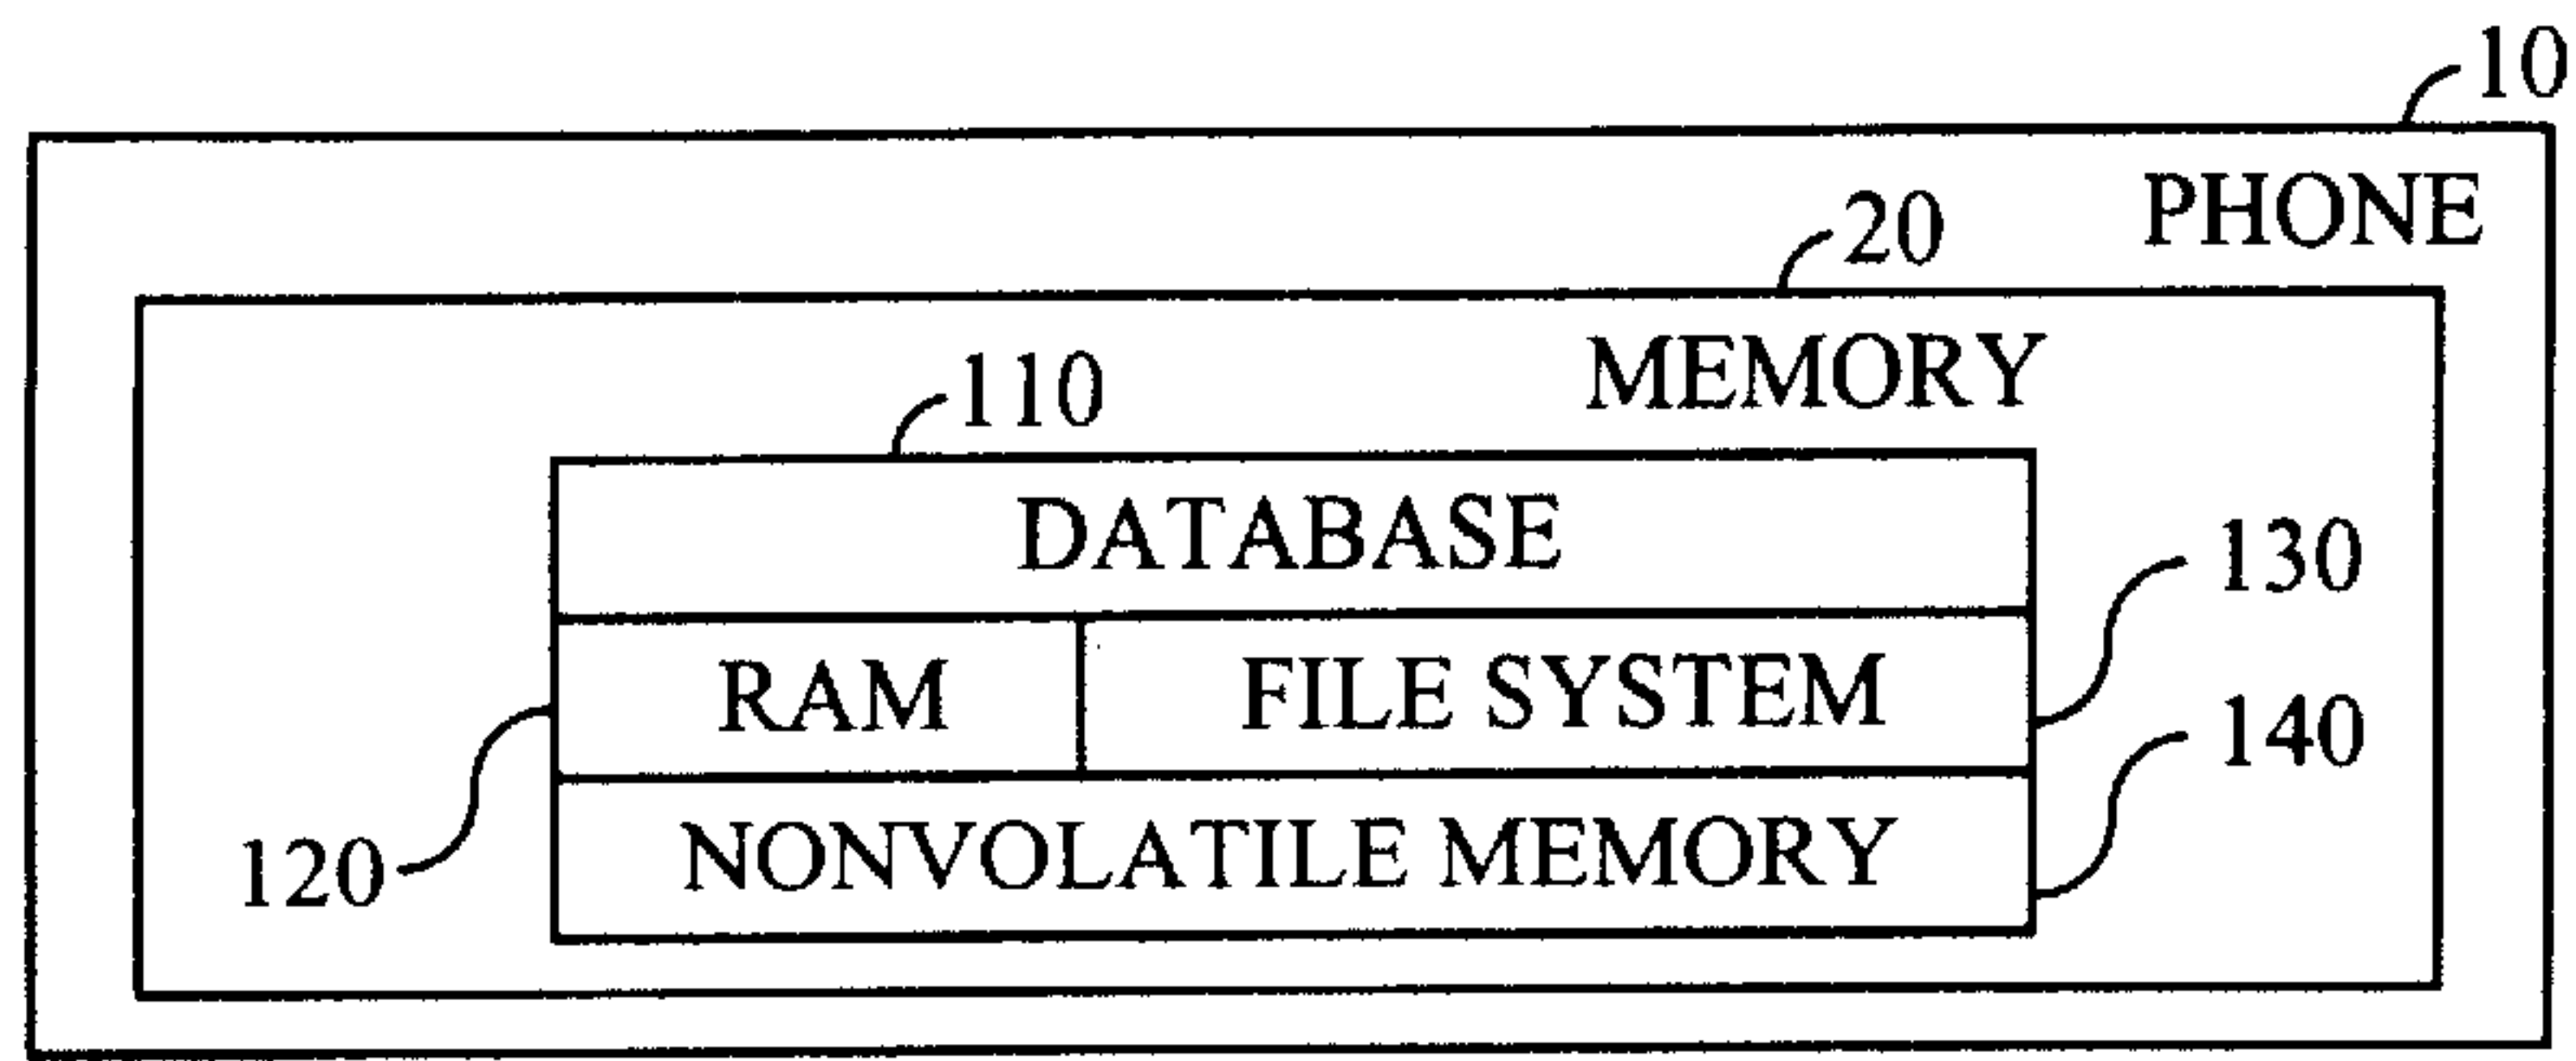 10
PHONE
20
MEMORY
110
DATABASE
130
RAM FILE SYSTEM
140
120 NONVOLATILE MEMORY